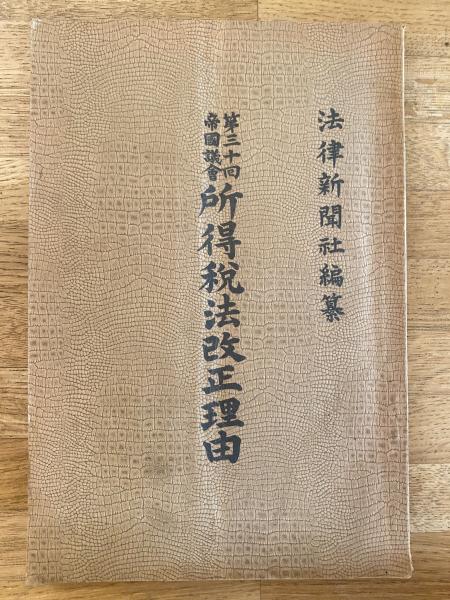 法律新聞社編纂
第三十回
帝國議會
所得税法改正理由